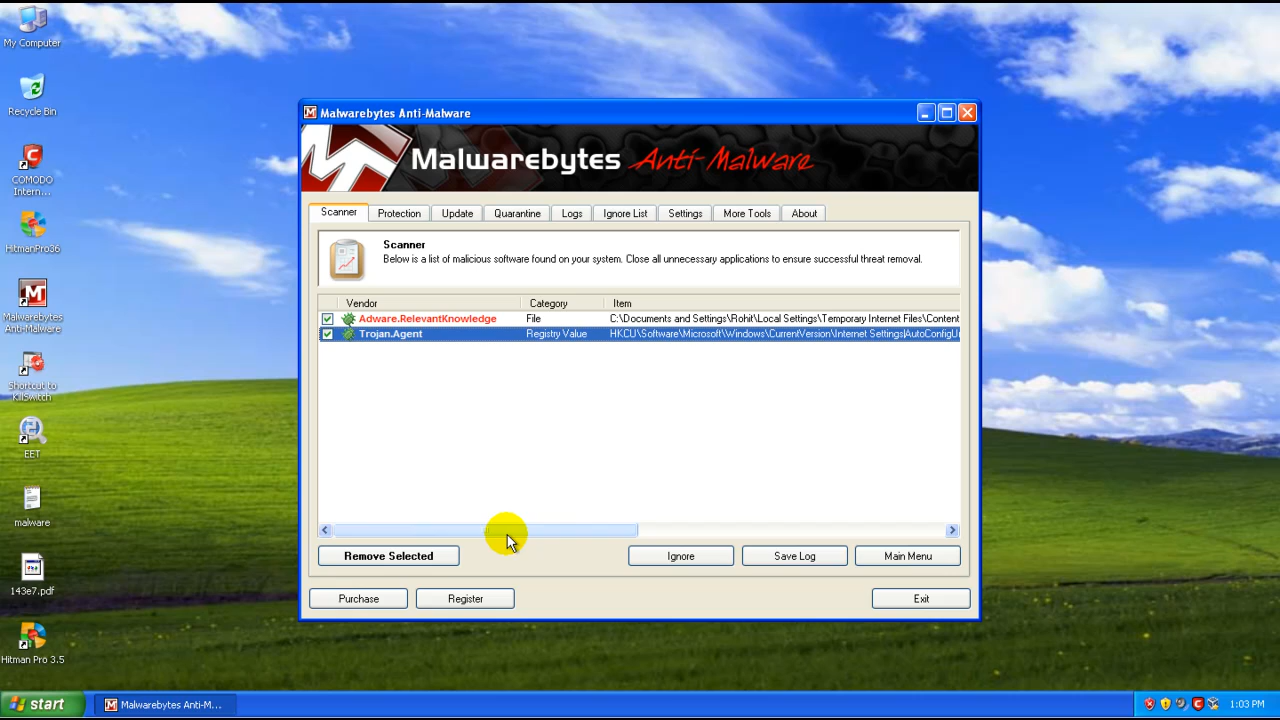 My Computer
Recycle Bin
COMODO
Intern...
HitmanPro36
Malwarebytes
Anti-Malware
Shortcut to
KillSwitch
EET
malware
143e7.pdf
Hitman Pro 3.5
Malwarebytes Anti-Malware
Malwarebytes Anti-Malware
Scanner Protection Update Quarantine Logs Ignore List Settings More Tools About
Scanner
Below is a list of malicious software found on your system. Close all unnecessary applications to ensure successful threat removal.
Vendor Category Item
Adware.RelevantKnowledge File C:\Documents and Settings\Rohit\Local Settings\Temporary Internet Files\Content
Trojan.Agent Registry Value HKCU\Software\Microsoft\Windows\CurrentVersion\Internet Settings|AutoConfigU
Remove Selected Ignore Save Log Main Menu
Purchase Register Exit
start Malwarebytes Anti-M... 1:03 PM